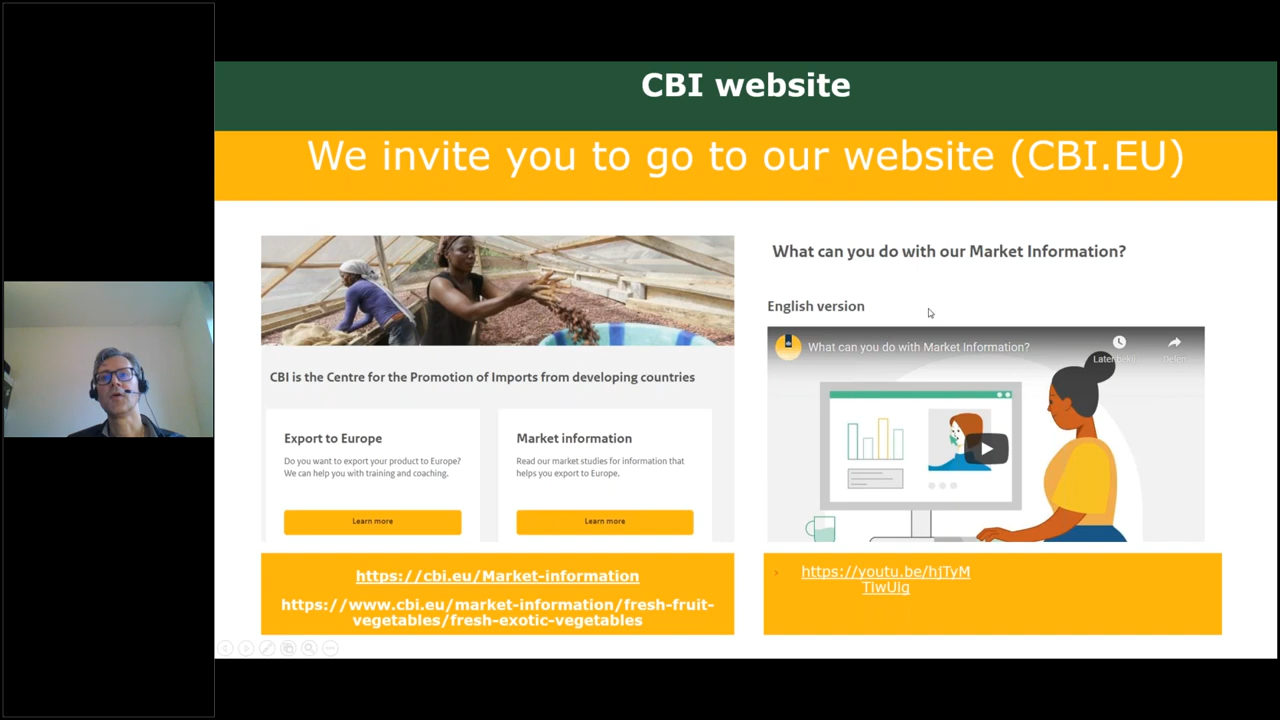 CBI website
We invite you to go to our website (CBI.EU)
CBI is the Centre for the Promotion of Imports from developing countries
Export to Europe
Do you want to export your product to Europe?
We can help you with training and coaching.
Learn more
Market information
Read our market studies for information that
helps you export to Europe.
Learn more
https://cbi.eu/Market-information
https://www.cbi.eu/market-information/fresh-fruit-
vegetables/fresh-exotic-vegetables
What can you do with our Market Information?
English version
What can you do with Market Information?
Later bekij...
Delen
› https://youtu.be/hjTyM
TiwUlg